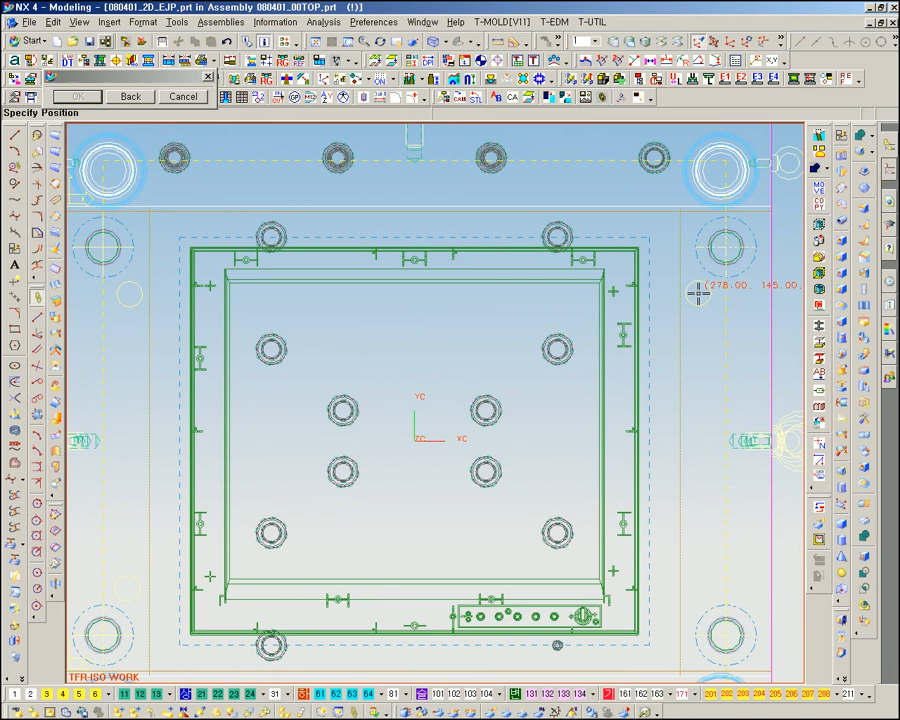 NX 4 - Modeling - [080401_2D_EJP.prt in Assembly 080401_00TOP.prt (!)]
File Edit View Insert Format Tools Assemblies Information Analysis Preferences Window Help T-MOLD[V11] T-EDM T-UTIL
Start
OK Back Cancel
Specify Position
(278.00, 145.00,
MOVE
COPY
YC
ZC XC
TFR-ISO WORK
1 2 3 4 5 6 11 12 13 21 22 23 24 31 61 62 63 64 81 101 102 103 104 131 132 133 134 161 162 163 171 201 202 203 204 205 206 207 208 211